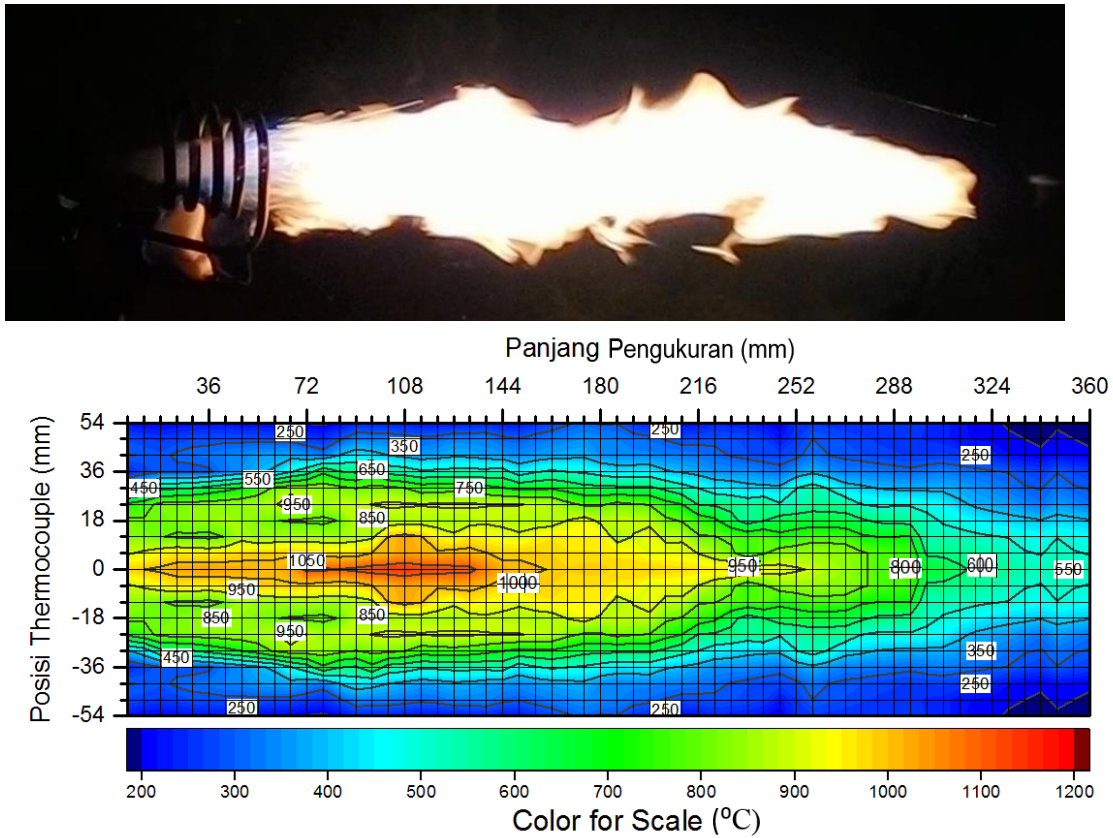 Panjang Pengukuran (mm)
36 72 108 144 180 216 252 288 324 360
Posisi Thermocouple (mm)
54
36
18
0
-18
-36
-54
250 350 250 250
450 550 650 750
950 850
1050 1000 950 800 600 550
950
850 950 850
450 350
250 250 250
200 300 400 500 600 700 800 900 1000 1100 1200
Color for Scale (°C)